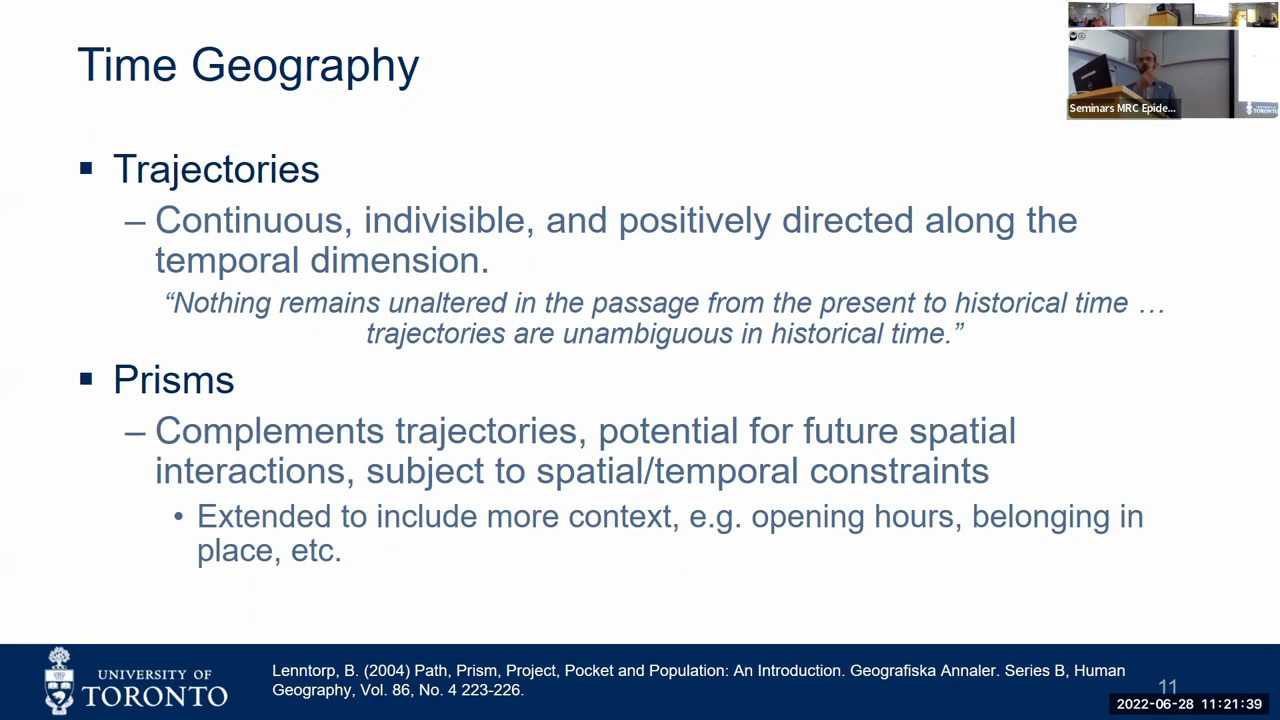 Time Geography
Seminars MRC Epide...
UNIVERSITY OF
TORONTO
▪ Trajectories
– Continuous, indivisible, and positively directed along the
temporal dimension.
“Nothing remains unaltered in the passage from the present to historical time …
trajectories are unambiguous in historical time.”
▪ Prisms
– Complements trajectories, potential for future spatial
interactions, subject to spatial/temporal constraints
• Extended to include more context, e.g. opening hours, belonging in
place, etc.
UNIVERSITY OF
TORONTO
Lenntorp, B. (2004) Path, Prism, Project, Pocket and Population: An Introduction. Geografiska Annaler. Series B, Human
Geography, Vol. 86, No. 4 223-226.
11
2022-06-28 11:21:39